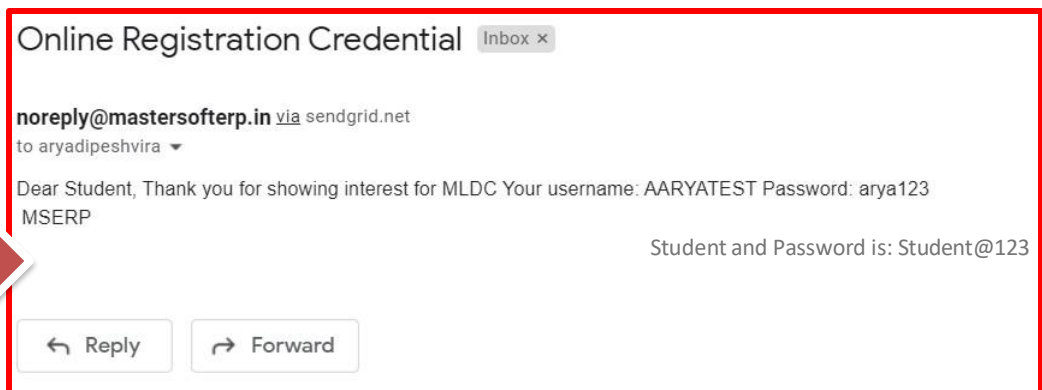 Online Registration Credential Inbox ×
noreply@mastersofterp.in via sendgrid.net
to aryadipeshvira
Dear Student, Thank you for showing interest for MLDC Your username: AARYATEST Password: arya123
MSERP
Student and Password is: Student@123
Reply Forward